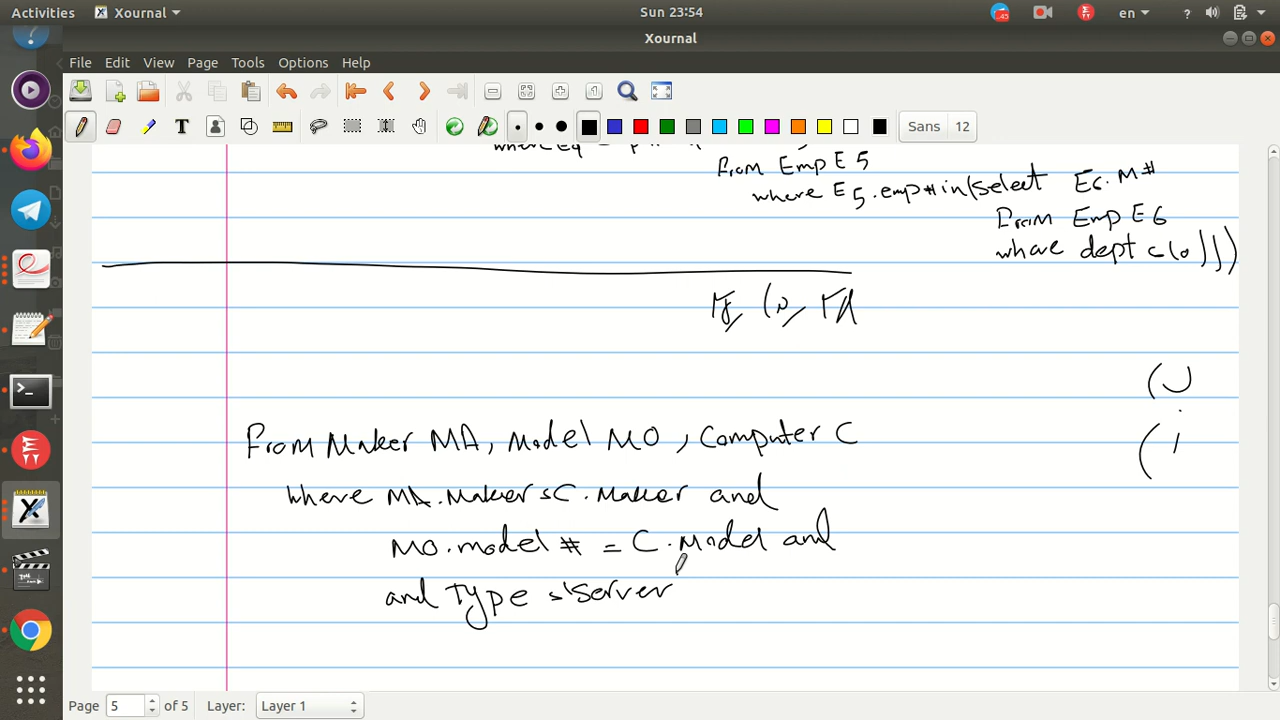 Activities Xournal Sun 23:54 45 en ?
Xournal
File Edit View Page Tools Options Help
Sans 12
From Emp E 5
where E5.emp#in(select E6.M#
From Emp E6
where dept
From Maker MA, Model MO, Computer C
where MA.Maker=C.Maker and
MO.model # = C.Model and
and Type ='Server
Page 5 of 5 Layer: Layer 1